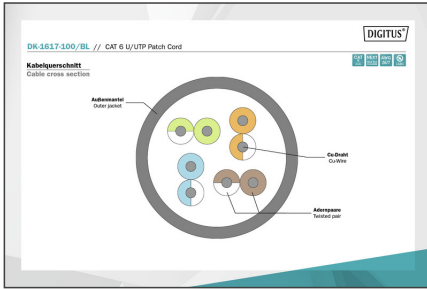 DIGITUS®
DK-1617-100/BL // CAT 6 U/UTP Patch Cord
Kabelquerschnitt
Cable cross section
Außenmantel
Outer jacket
Cu-Draht
Cu-Wire
Aderpaare
Twisted pair